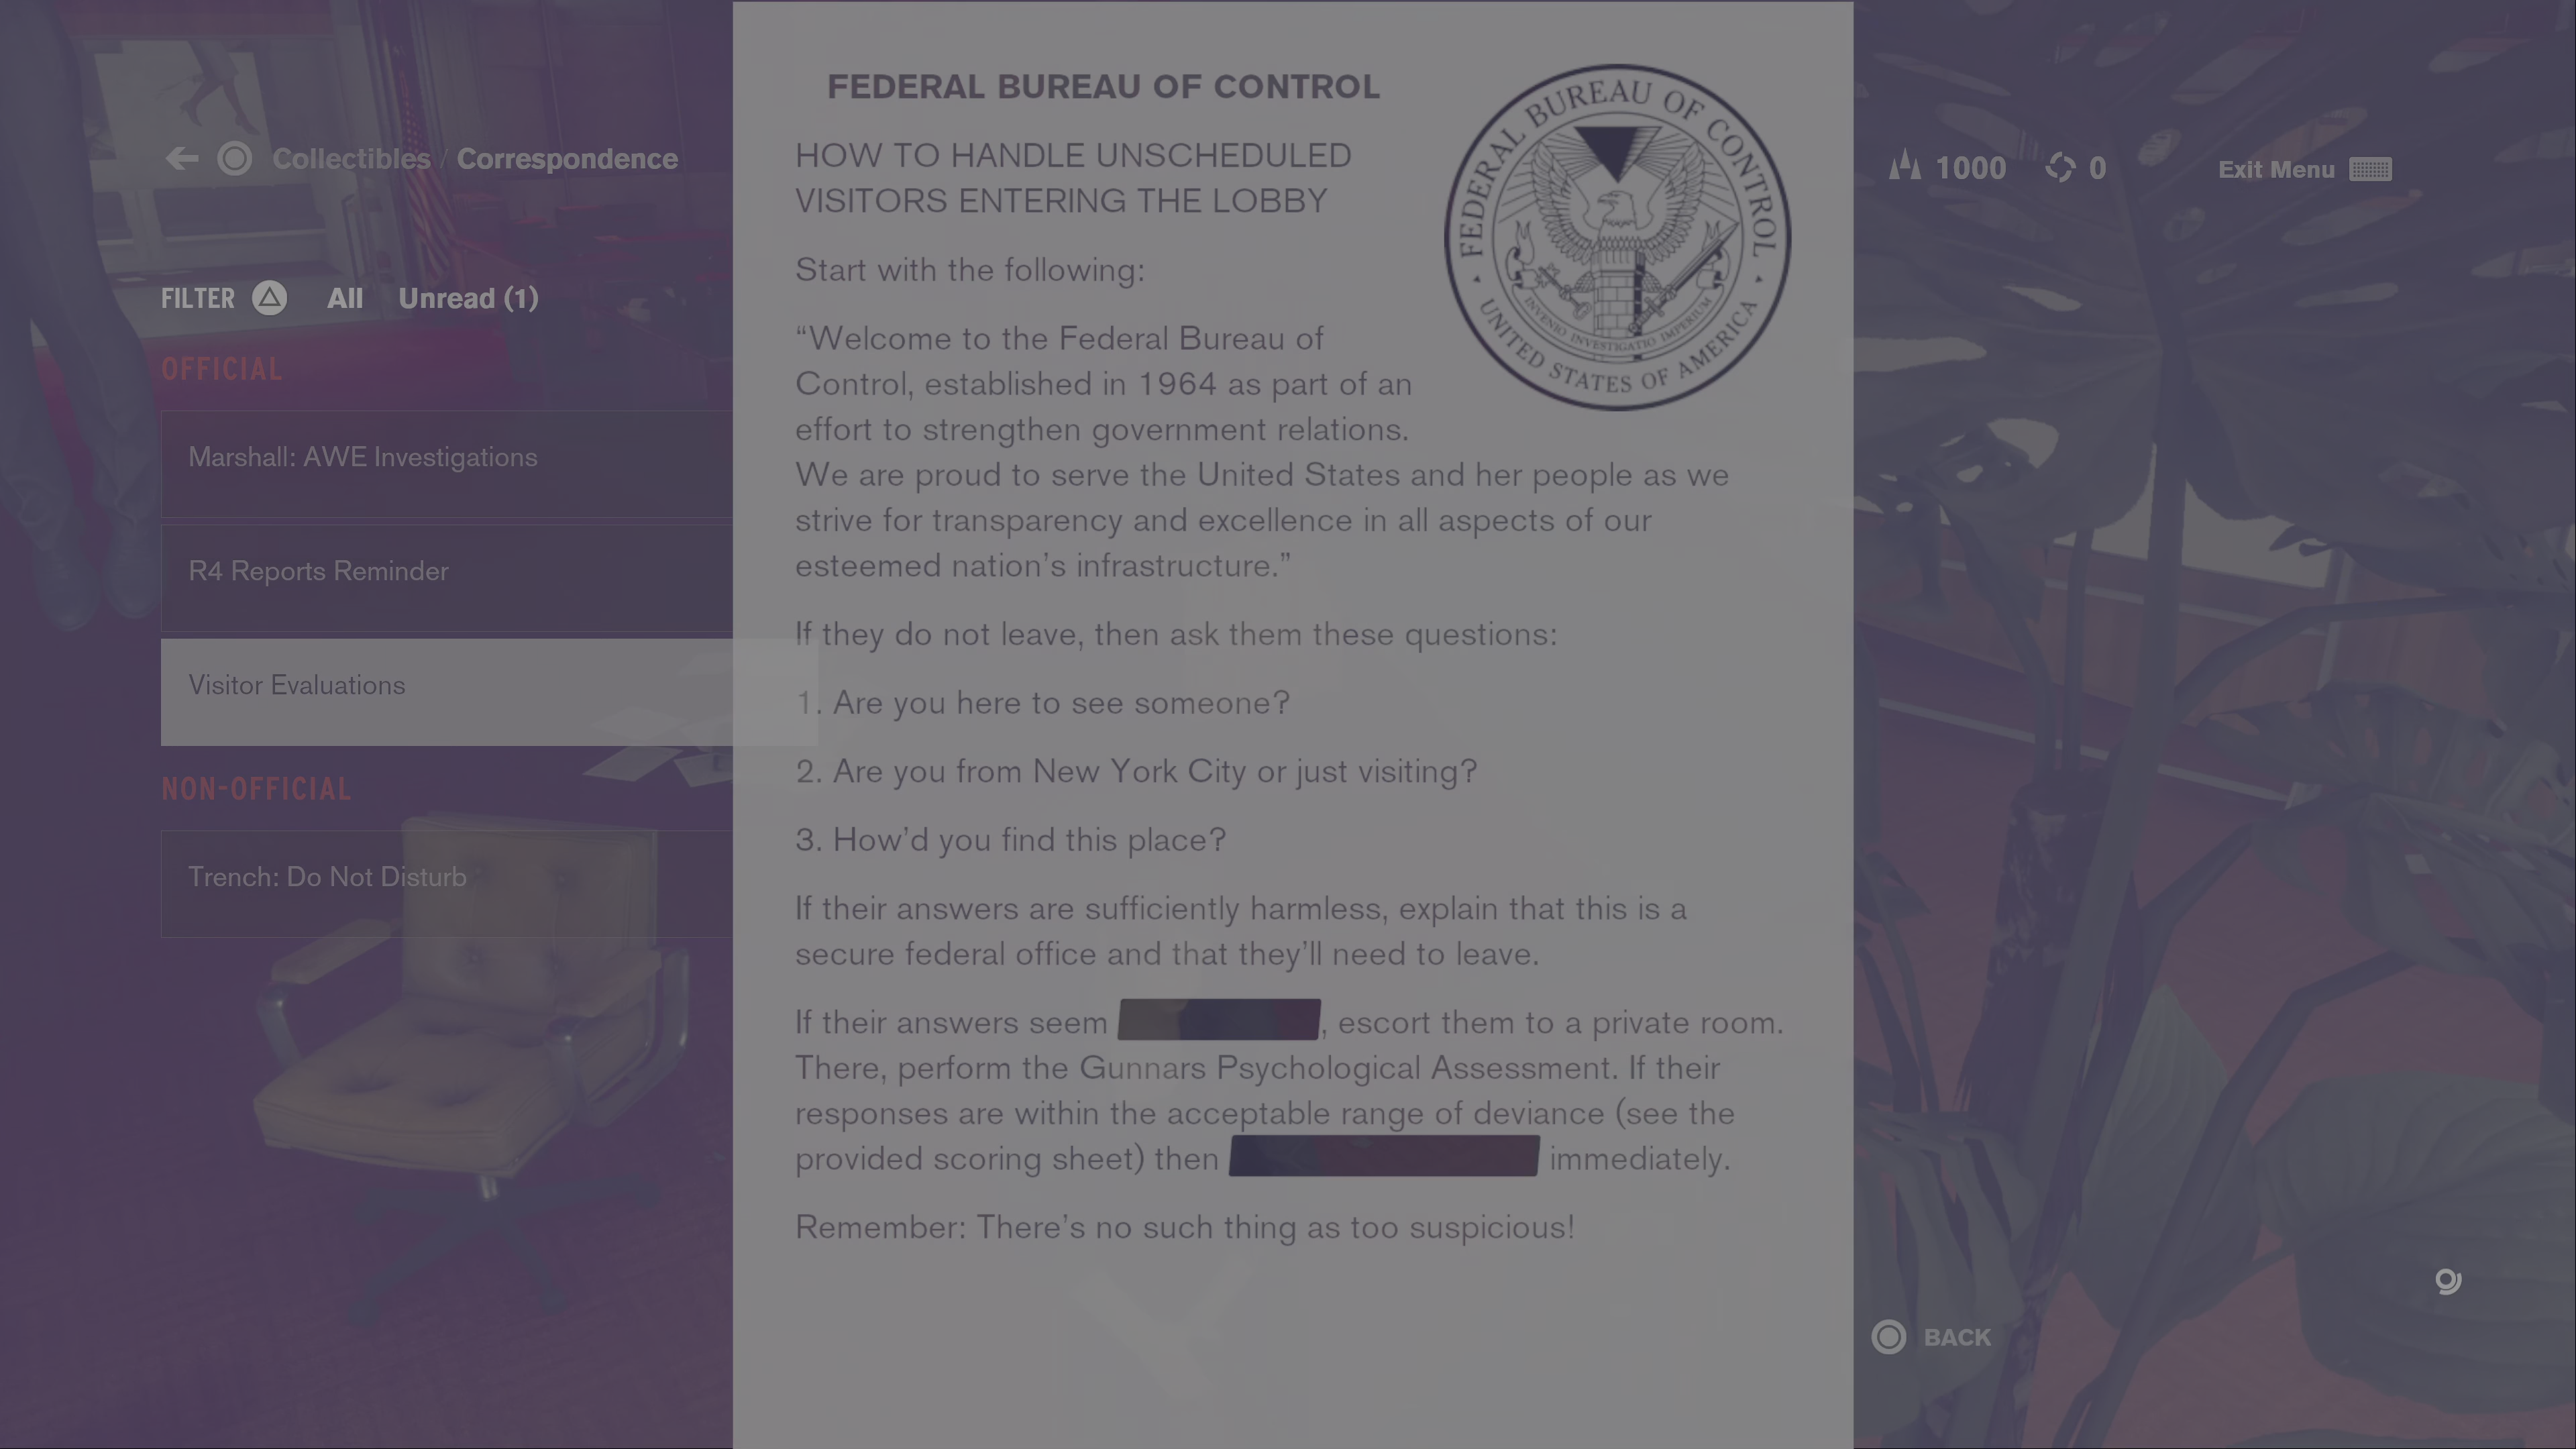 Collectibles / Correspondence
1000
0
Exit Menu
FILTER All Unread (1)
OFFICIAL
Marshall: AWE Investigations
R4 Reports Reminder
Visitor Evaluations
NON-OFFICIAL
Trench: Do Not Disturb
FEDERAL BUREAU OF CONTROL
HOW TO HANDLE UNSCHEDULED
VISITORS ENTERING THE LOBBY
Start with the following:
“Welcome to the Federal Bureau of
Control, established in 1964 as part of an
effort to strengthen government relations.
We are proud to serve the United States and her people as we
strive for transparency and excellence in all aspects of our
esteemed nation’s infrastructure.”
If they do not leave, then ask them these questions:
1. Are you here to see someone?
2. Are you from New York City or just visiting?
3. How’d you find this place?
If their answers are sufficiently harmless, explain that this is a
secure federal office and that they’ll need to leave.
If their answers seem , escort them to a private room.
There, perform the Gunnars Psychological Assessment. If their
responses are within the acceptable range of deviance (see the
provided scoring sheet) then immediately.
Remember: There’s no such thing as too suspicious!
FEDERAL BUREAU OF CONTROL
UNITED STATES OF AMERICA
INVENIO INVESTIGATIO IMPERIUM
BACK